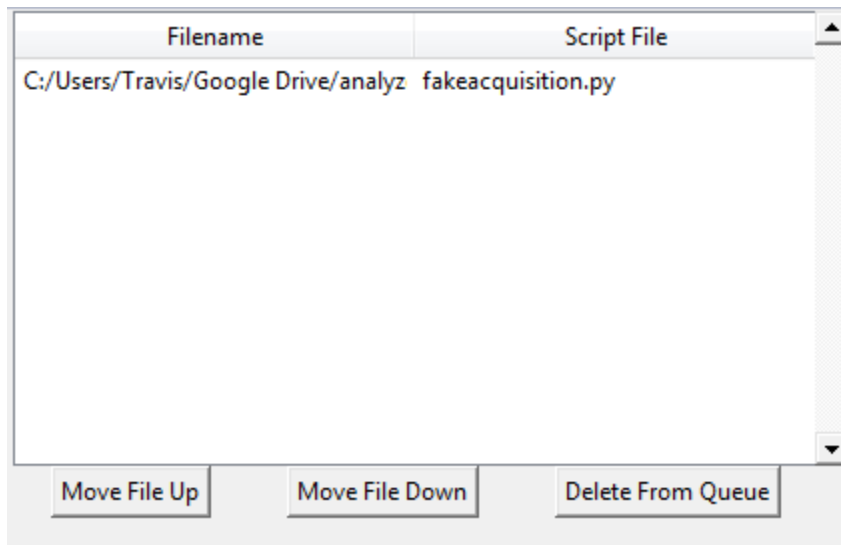 Filename Script File
C:/Users/Travis/Google Drive/analyz fakeacquisition.py
Move File Up Move File Down Delete From Queue